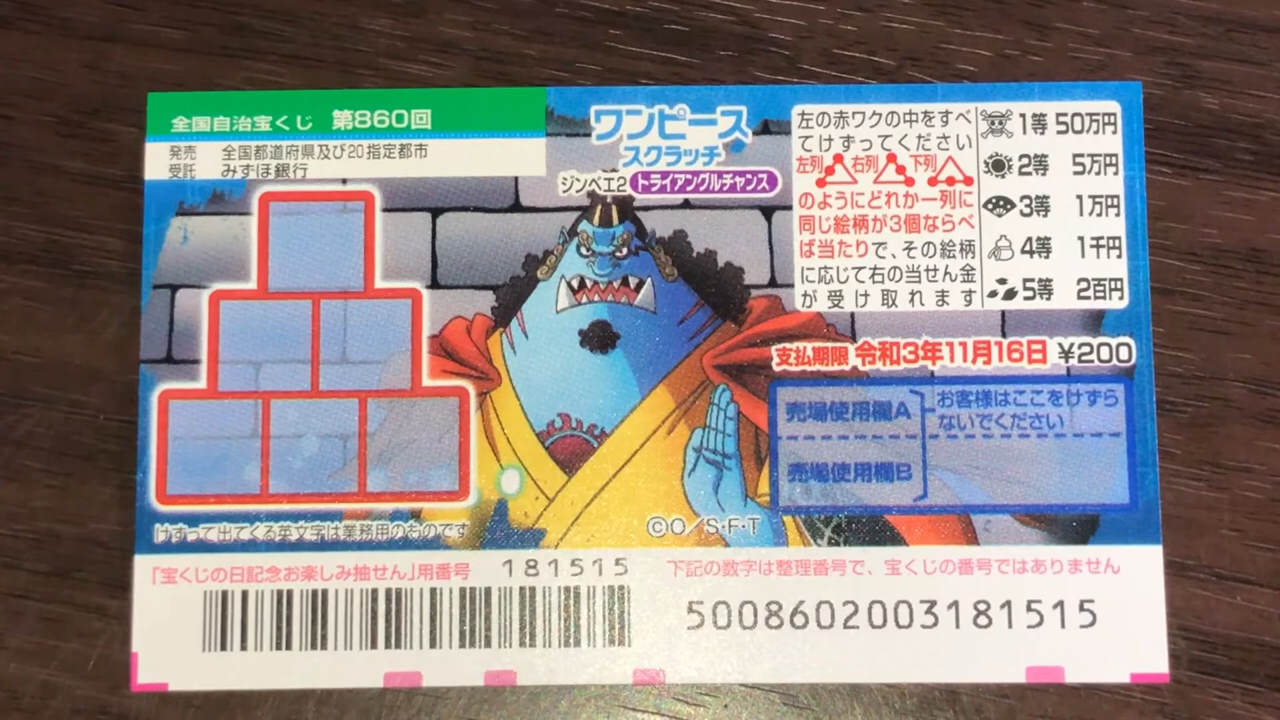 全国自治宝くじ 第860回
発売 全国都道府県及び20指定都市
受託 みずほ銀行
ワンピース
スクラッチ
ジンベエ2 トライアングルチャンス
左の赤ワクの中をすべ
てけずってください
左列 右列 下列
のようにどれか一列に
同じ絵柄が3個ならべ
ば当たりで、その絵柄
に応じて右の当せん金
が受け取れます
1等 50万円
2等 5万円
3等 1万円
4等 1千円
5等 2百円
支払期限 令和3年11月16日 ¥200
売場使用欄A
お客様はここをけずら
ないでください
売場使用欄B
©O/S・F・T
けずって出てくる英文字は業務用のものです
「宝くじの日記念お楽しみ抽せん」用番号 181515
下記の数字は整理番号で、宝くじの番号ではありません
5008602003181515